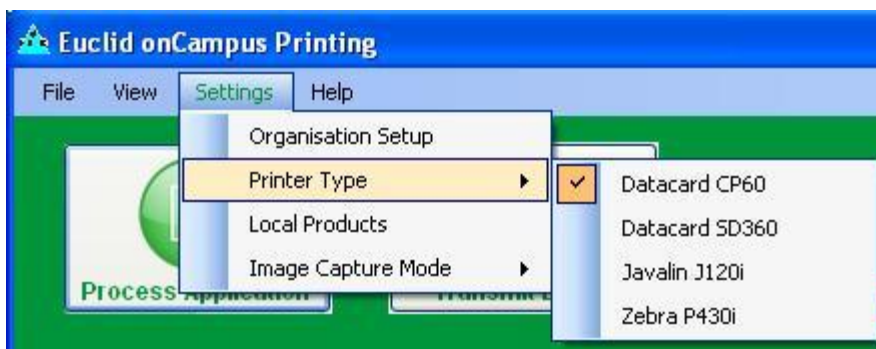 Euclid onCampus Printing
File View Settings Help
Organisation Setup
Printer Type
Datacard CP60
Local Products
Datacard SD360
Image Capture Mode
Javalin J120i
Process Application
Zebra P430i